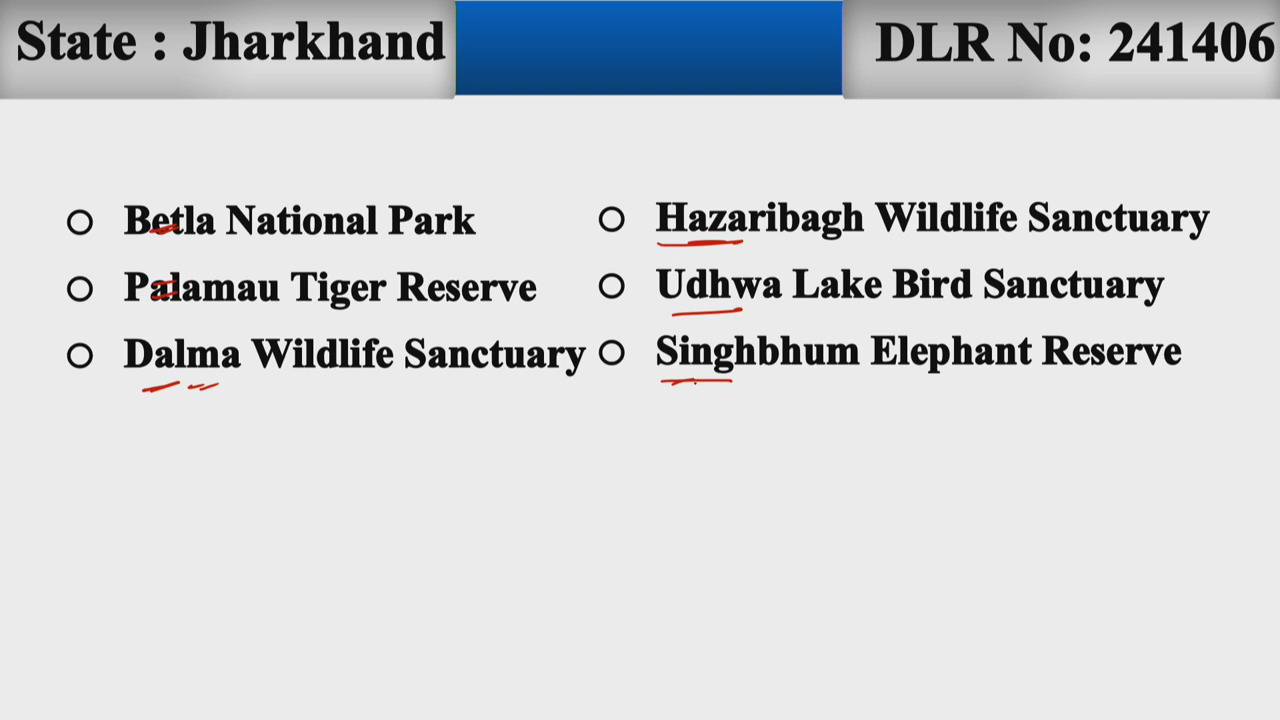 State : Jharkhand
DLR No: 241406
Betla National Park
Palamau Tiger Reserve
Dalma Wildlife Sanctuary
Hazaribagh Wildlife Sanctuary
Udhwa Lake Bird Sanctuary
Singhbhum Elephant Reserve